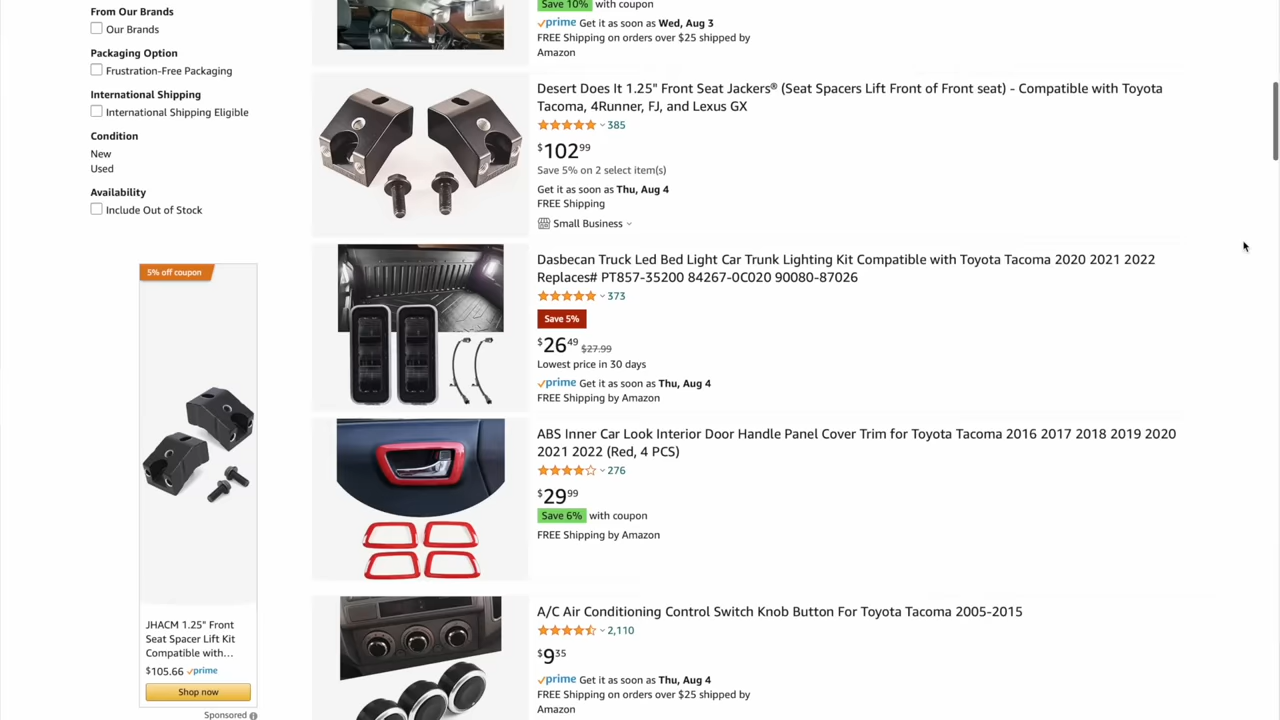 From Our Brands
Our Brands
Packaging Option
Frustration-Free Packaging
International Shipping
International Shipping Eligible
Condition
New
Used
Availability
Include Out of Stock
5% off coupon
JHACM 1.25" Front
Seat Spacer Lift Kit
Compatible with…
$105.66 prime
Shop now
Sponsored
Save 10% with coupon
prime Get it as soon as Wed, Aug 3
FREE Shipping on orders over $25 shipped by
Amazon
Desert Does It 1.25" Front Seat Jackers® (Seat Spacers Lift Front of Front seat) - Compatible with Toyota
Tacoma, 4Runner, FJ, and Lexus GX
385
$102.99
Save 5% on 2 select item(s)
Get it as soon as Thu, Aug 4
FREE Shipping
Small Business
Dasbecan Truck Led Bed Light Car Trunk Lighting Kit Compatible with Toyota Tacoma 2020 2021 2022
Replaces# PT857-35200 84267-0C020 90080-87026
373
Save 5%
$26.49 $27.99
Lowest price in 30 days
prime Get it as soon as Thu, Aug 4
FREE Shipping by Amazon
ABS Inner Car Look Interior Door Handle Panel Cover Trim for Toyota Tacoma 2016 2017 2018 2019 2020
2021 2022 (Red, 4 PCS)
276
$29.99
Save 6% with coupon
FREE Shipping by Amazon
A/C Air Conditioning Control Switch Knob Button For Toyota Tacoma 2005-2015
2,110
$9.35
prime Get it as soon as Thu, Aug 4
FREE Shipping on orders over $25 shipped by
Amazon